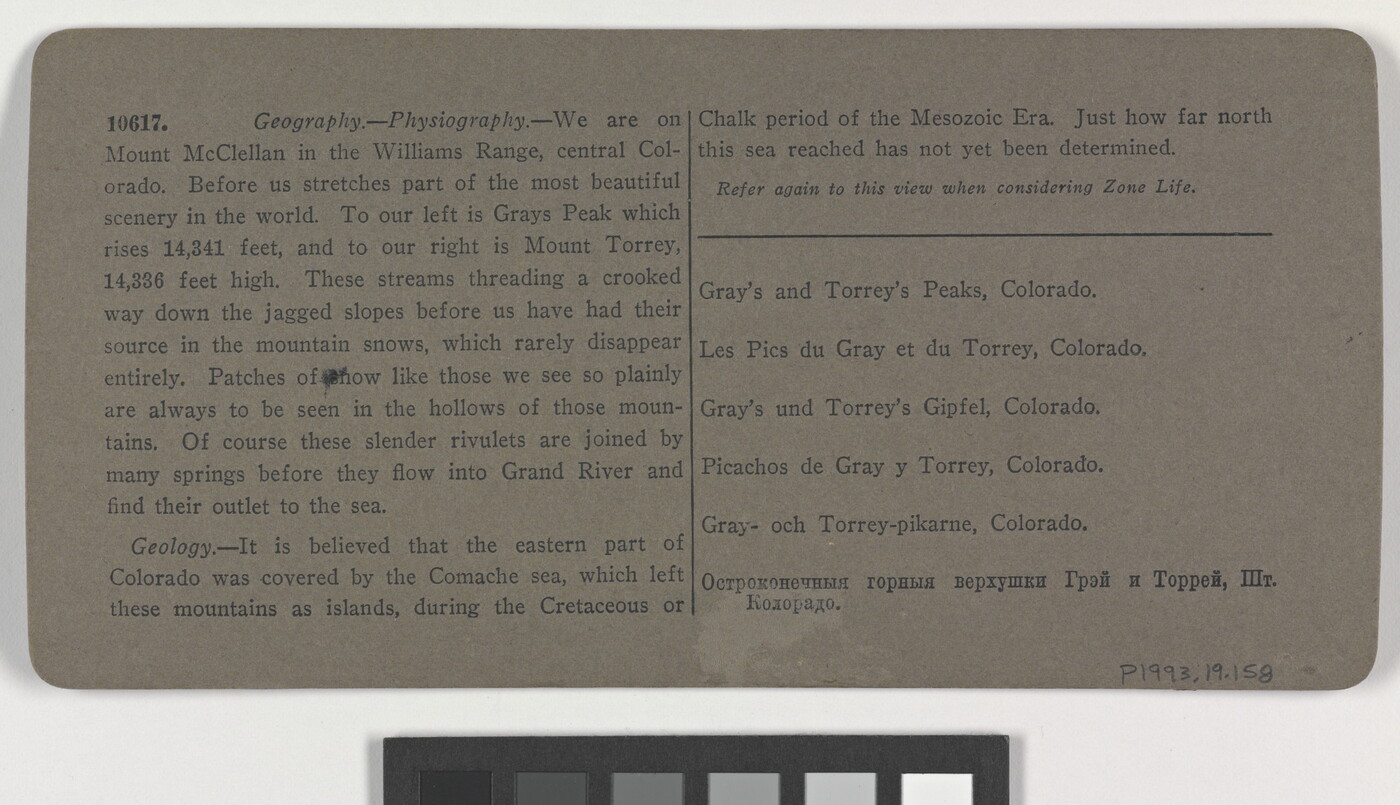 10617. Geography.—Physiography.—We are on
Mount McClellan in the Williams Range, central Col-
orado. Before us stretches part of the most beautiful
scenery in the world. To our left is Grays Peak which
rises 14,341 feet, and to our right is Mount Torrey,
14,336 feet high. These streams threading a crooked
way down the jagged slopes before us have had their
source in the mountain snows, which rarely disappear
entirely. Patches of snow like those we see so plainly
are always to be seen in the hollows of those moun-
tains. Of course these slender rivulets are joined by
many springs before they flow into Grand River and
find their outlet to the sea.
Geology.—It is believed that the eastern part of
Colorado was covered by the Comache sea, which left
these mountains as islands, during the Cretaceous or
Chalk period of the Mesozoic Era. Just how far north
this sea reached has not yet been determined.
Refer again to this view when considering Zone Life.
Gray's and Torrey's Peaks, Colorado.
Les Pics du Gray et du Torrey, Colorado.
Gray's und Torrey's Gipfel, Colorado.
Picachos de Gray y Torrey, Colorado.
Gray- och Torrey-pikarne, Colorado.
Остроконечныя горныя верхушки Грэй и Торрей, Шт.
Колорадо.
P1993.19.158